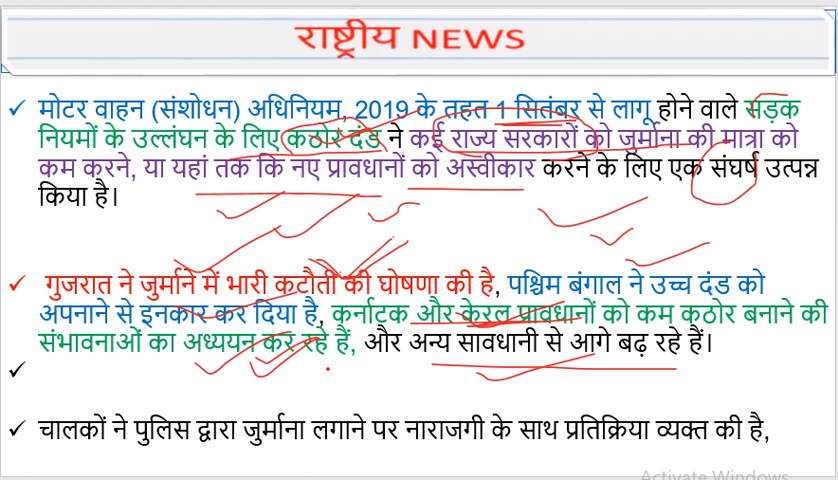 राष्ट्रीय NEWS
✓ मोटर वाहन (संशोधन) अधिनियम, 2019 के तहत 1 सितंबर से लागू होने वाले सड़क
नियमों के उल्लंघन के लिए कठोर दंड ने कई राज्य सरकारों को जुर्माना की मात्रा को
कम करने, या यहां तक कि नए प्रावधानों को अस्वीकार करने के लिए एक संघर्ष उत्पन्न
किया है।
✓ गुजरात ने जुर्माने में भारी कटौती की घोषणा की है, पश्चिम बंगाल ने उच्च दंड को
अपनाने से इनकार कर दिया है, कर्नाटक और केरल प्रावधानों को कम कठोर बनाने की
संभावनाओं का अध्ययन कर रहे हैं, और अन्य सावधानी से आगे बढ़ रहे हैं।
✓
✓ चालकों ने पुलिस द्वारा जुर्माना लगाने पर नाराजगी के साथ प्रतिक्रिया व्यक्त की है,
Activate Windows